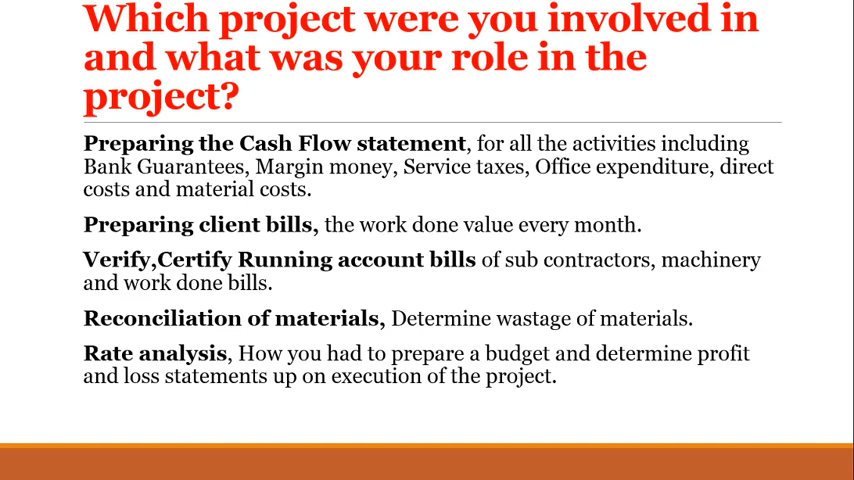 Which project were you involved in
and what was your role in the
project?
Preparing the Cash Flow statement, for all the activities including
Bank Guarantees, Margin money, Service taxes, Office expenditure, direct
costs and material costs.
Preparing client bills, the work done value every month.
Verify,Certify Running account bills of sub contractors, machinery
and work done bills.
Reconciliation of materials, Determine wastage of materials.
Rate analysis, How you had to prepare a budget and determine profit
and loss statements up on execution of the project.